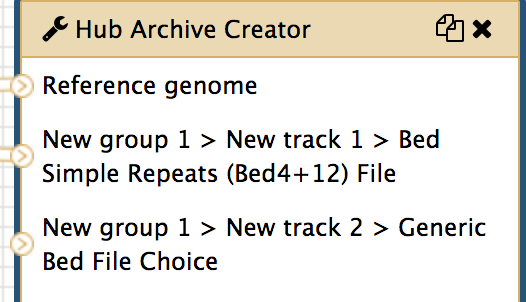 Hub Archive Creator
Reference genome
New group 1 > New track 1 > Bed
Simple Repeats (Bed4+12) File
New group 1 > New track 2 > Generic
Bed File Choice